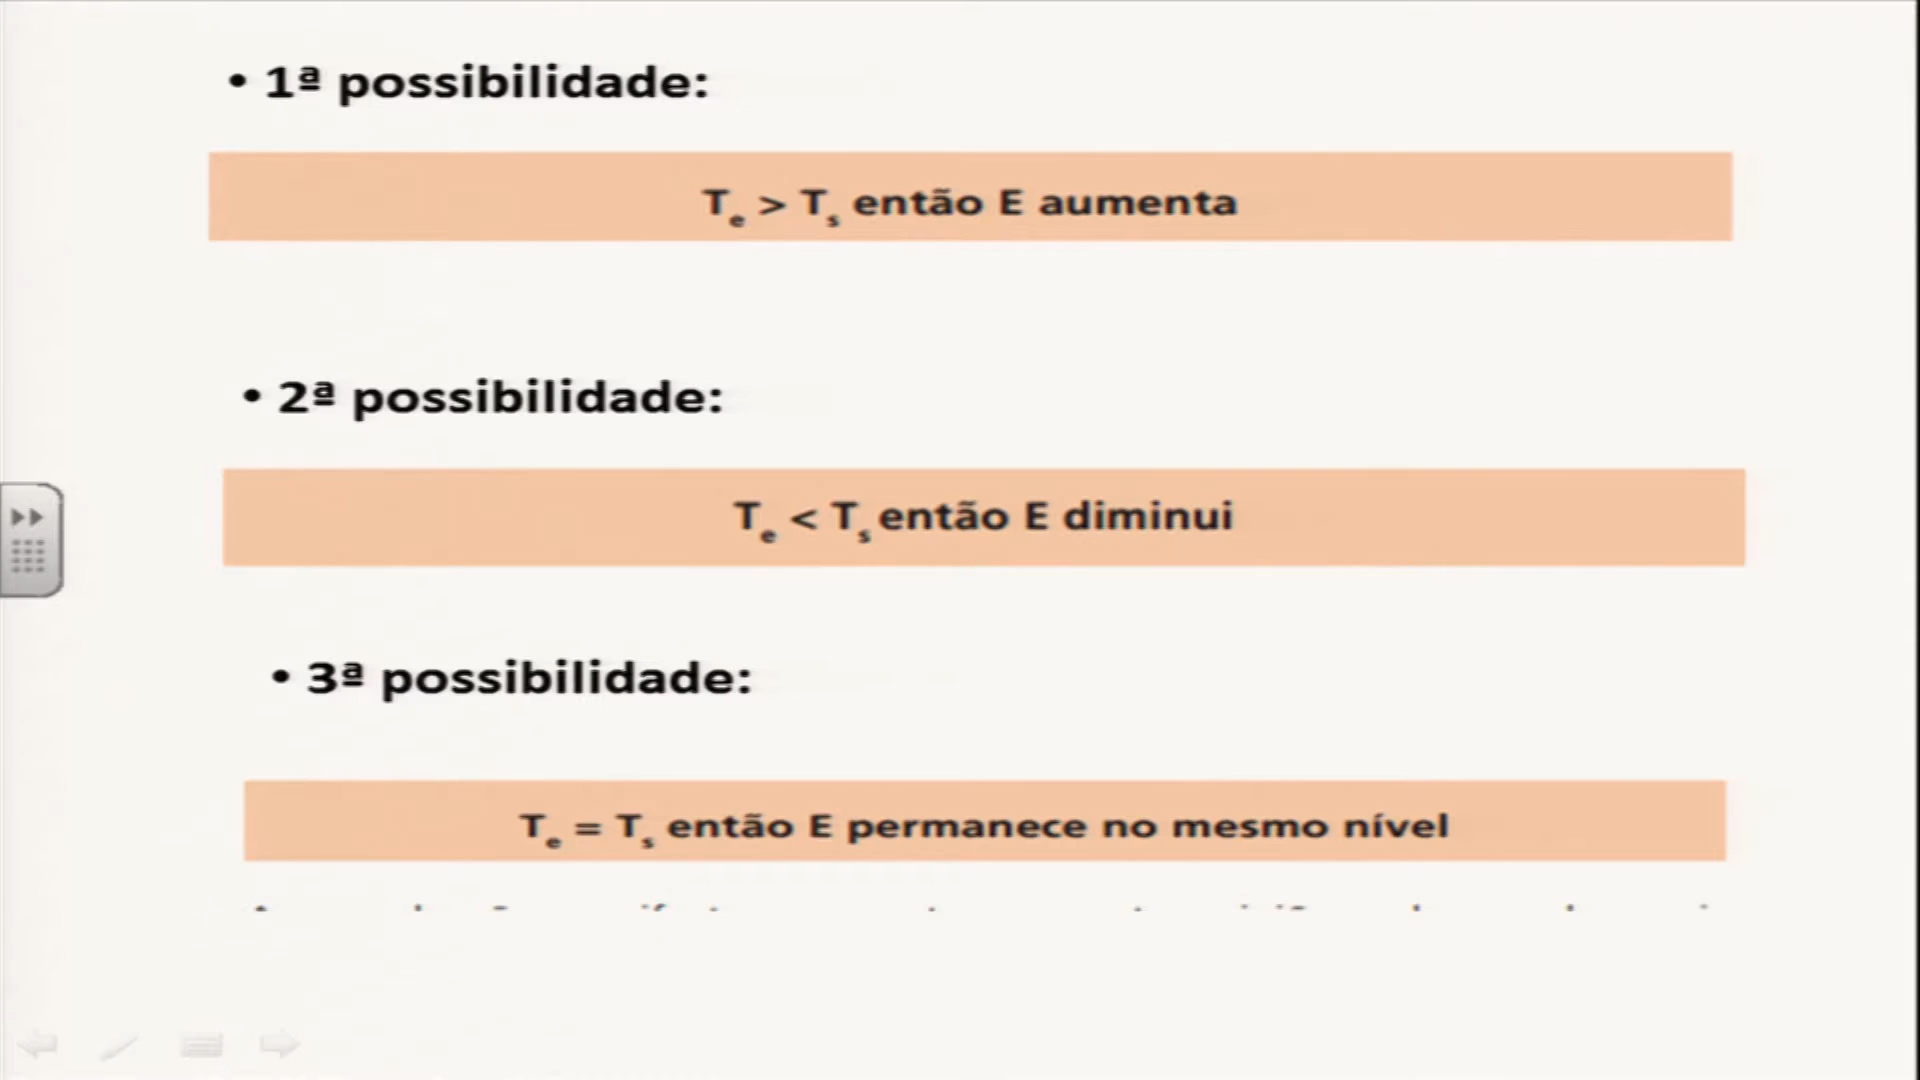 • 1ª possibilidade:
Te > Ts então E aumenta
• 2ª possibilidade:
Te < Ts então E diminui
• 3ª possibilidade:
Te = Ts então E permanece no mesmo nível